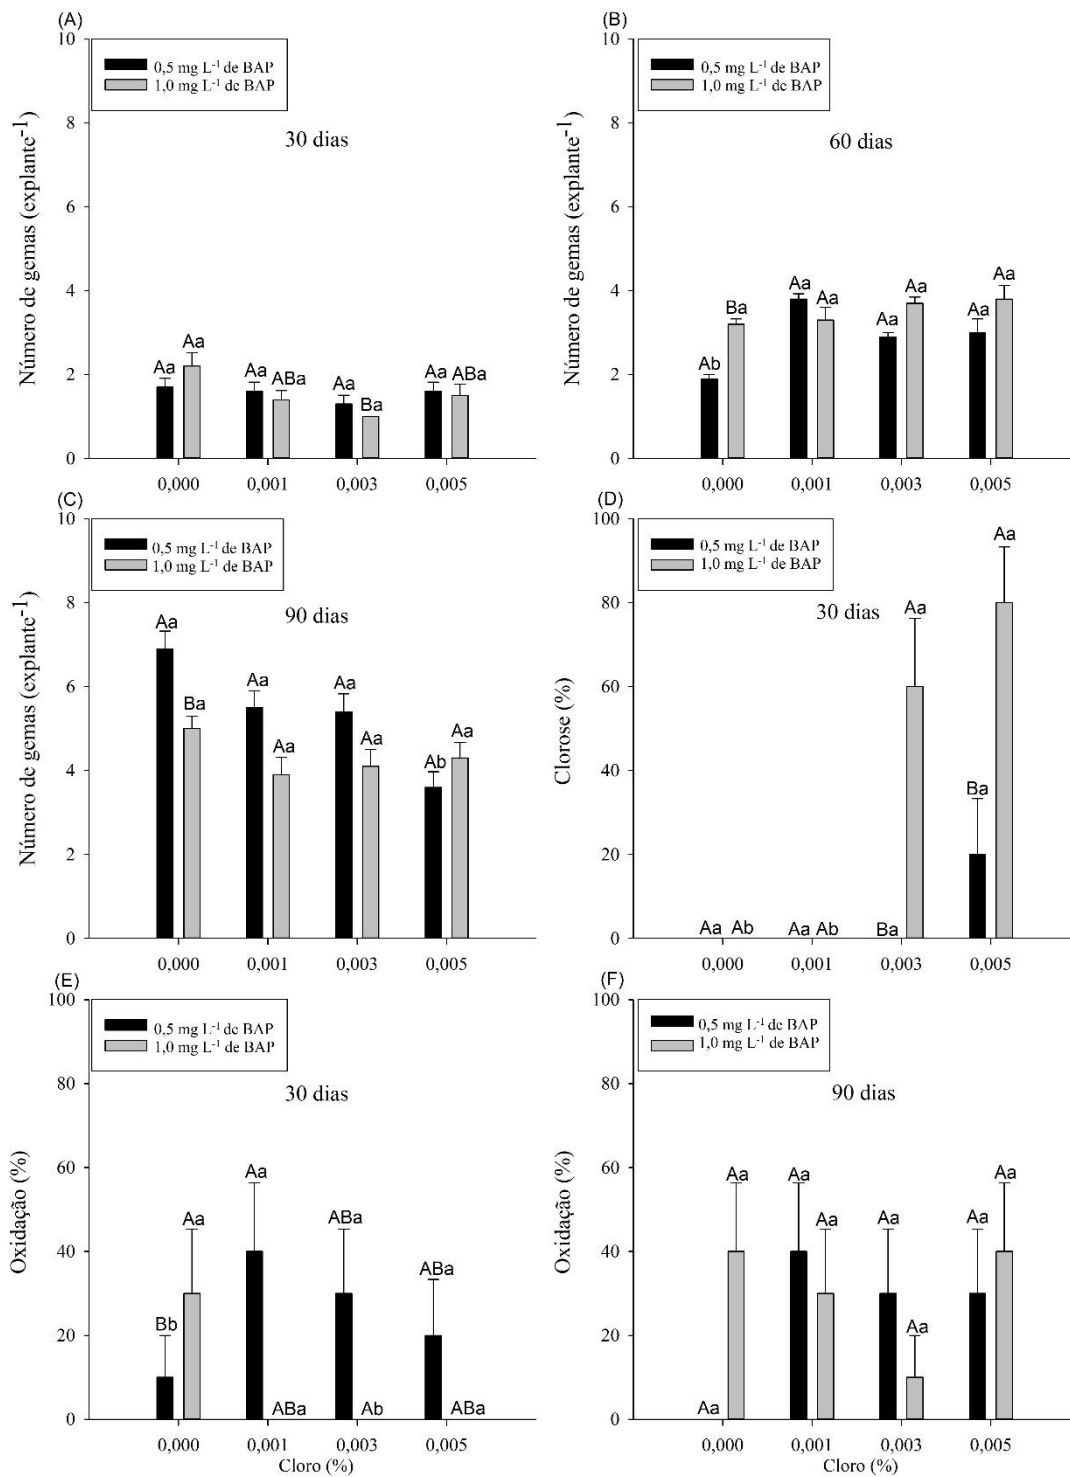 (A)
0,5 mg L-1 de BAP
1,0 mg L-1 de BAP
30 dias
Número de gemas (explante-1)
10
8
6
4
2
0
Aa Aa Aa ABa Aa Ba Aa ABa
0,000 0,001 0,003 0,005
(B)
0,5 mg L-1 de BAP
1,0 mg L-1 de BAP
60 dias
Número de gemas (explante-1)
10
8
6
4
2
0
Ab Ba Aa Aa Aa Aa Aa Aa
0,000 0,001 0,003 0,005
(C)
0,5 mg L-1 de BAP
1,0 mg L-1 de BAP
90 dias
Número de gemas (explante-1)
10
8
6
4
2
0
Aa Ba Aa Aa Aa Aa Ab Aa
0,000 0,001 0,003 0,005
(D)
0,5 mg L-1 de BAP
1,0 mg L-1 de BAP
30 dias
Clorose (%)
100
80
60
40
20
0
Aa Ab Aa Ab Ba Aa Ba Aa
0,000 0,001 0,003 0,005
(E)
0,5 mg L-1 de BAP
1,0 mg L-1 de BAP
30 dias
Oxidação (%)
100
80
60
40
20
0
Bb Aa Aa ABa ABa Ab ABa ABa
0,000 0,001 0,003 0,005
Cloro (%)
(F)
0,5 mg L-1 de BAP
1,0 mg L-1 de BAP
90 dias
Oxidação (%)
100
80
60
40
20
0
Aa Aa Aa Aa Aa Aa Aa Aa
0,000 0,001 0,003 0,005
Cloro (%)